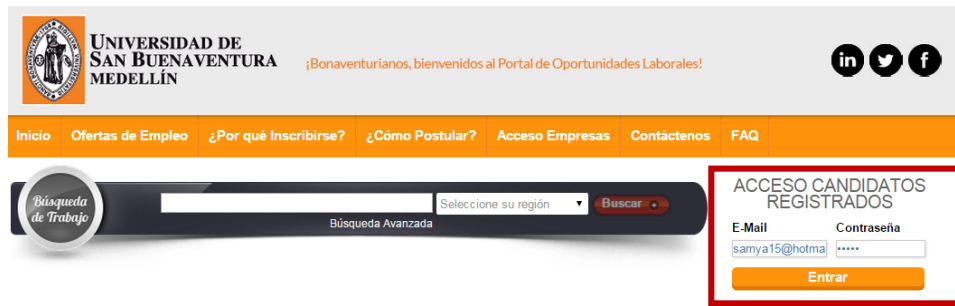 UNIVERSIDAD DE
SAN BUENAVENTURA
MEDELLÍN
¡Bonaventurianos, bienvenidos al Portal de Oportunidades Laborales!
in f
Inicio Ofertas de Empleo ¿Por qué Inscribirse? ¿Cómo Postular? Acceso Empresas Contáctenos FAQ
Búsqueda
de Trabajo
Seleccione su región Buscar
Búsqueda Avanzada
ACCESO CANDIDATOS
REGISTRADOS
E-Mail Contraseña
samya15@hotma •••••
Entrar